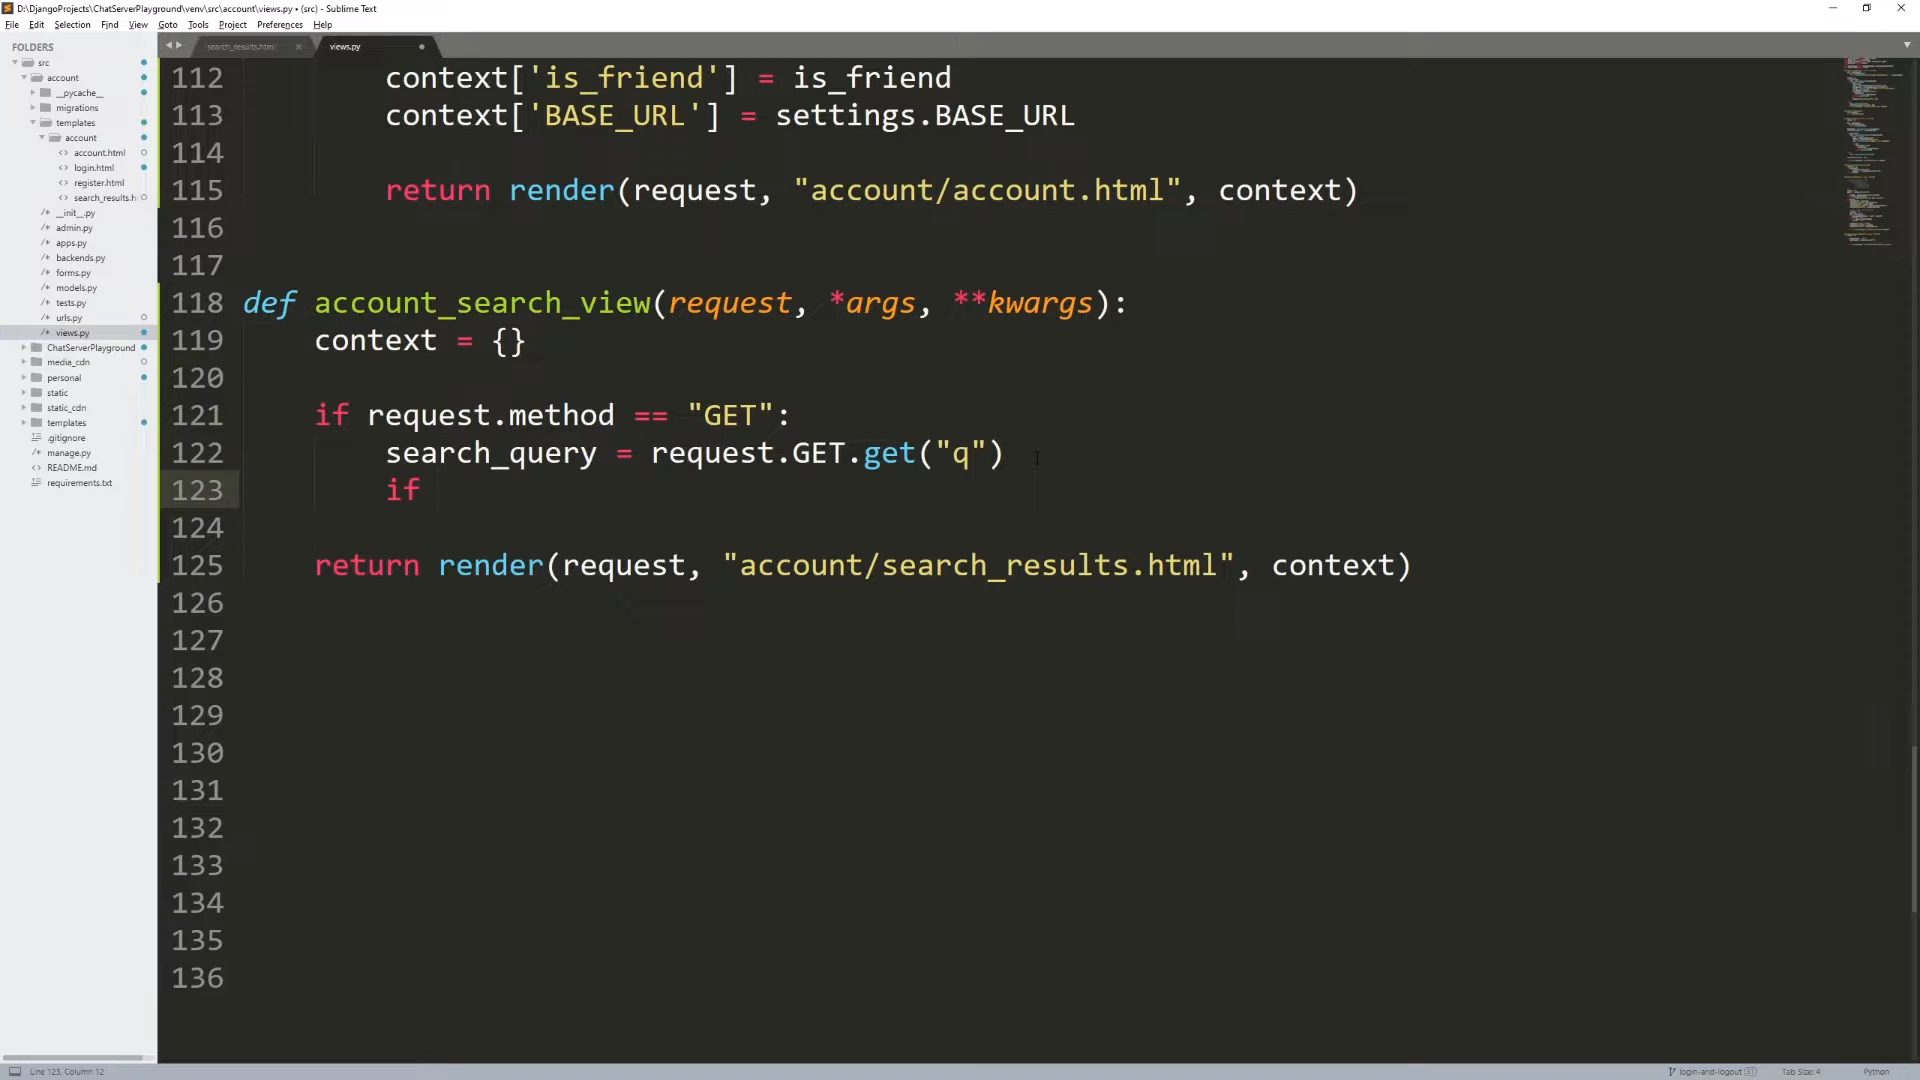 D:\DjangoProjects\ChatServerPlayground\venv\src\account\views.py • (src) - Sublime Text
File Edit Selection Find View Goto Tools Project Preferences Help
FOLDERS
src
account
__pycache__
migrations
templates
account
account.html
login.html
register.html
search_results.h
__init__.py
admin.py
apps.py
backends.py
forms.py
models.py
tests.py
urls.py
views.py
ChatServerPlayground
media_cdn
personal
static
static_cdn
templates
.gitignore
manage.py
README.md
requirements.txt
search_results.html views.py
112 context['is_friend'] = is_friend
113 context['BASE_URL'] = settings.BASE_URL
114
115 return render(request, "account/account.html", context)
116
117
118 def account_search_view(request, *args, **kwargs):
119 context = {}
120
121 if request.method == "GET":
122 search_query = request.GET.get("q")
123 if
124
125 return render(request, "account/search_results.html", context)
126
127
128
129
130
131
132
133
134
135
136
Line 123, Column 12 login-and-logout 31 Tab Size: 4 Python